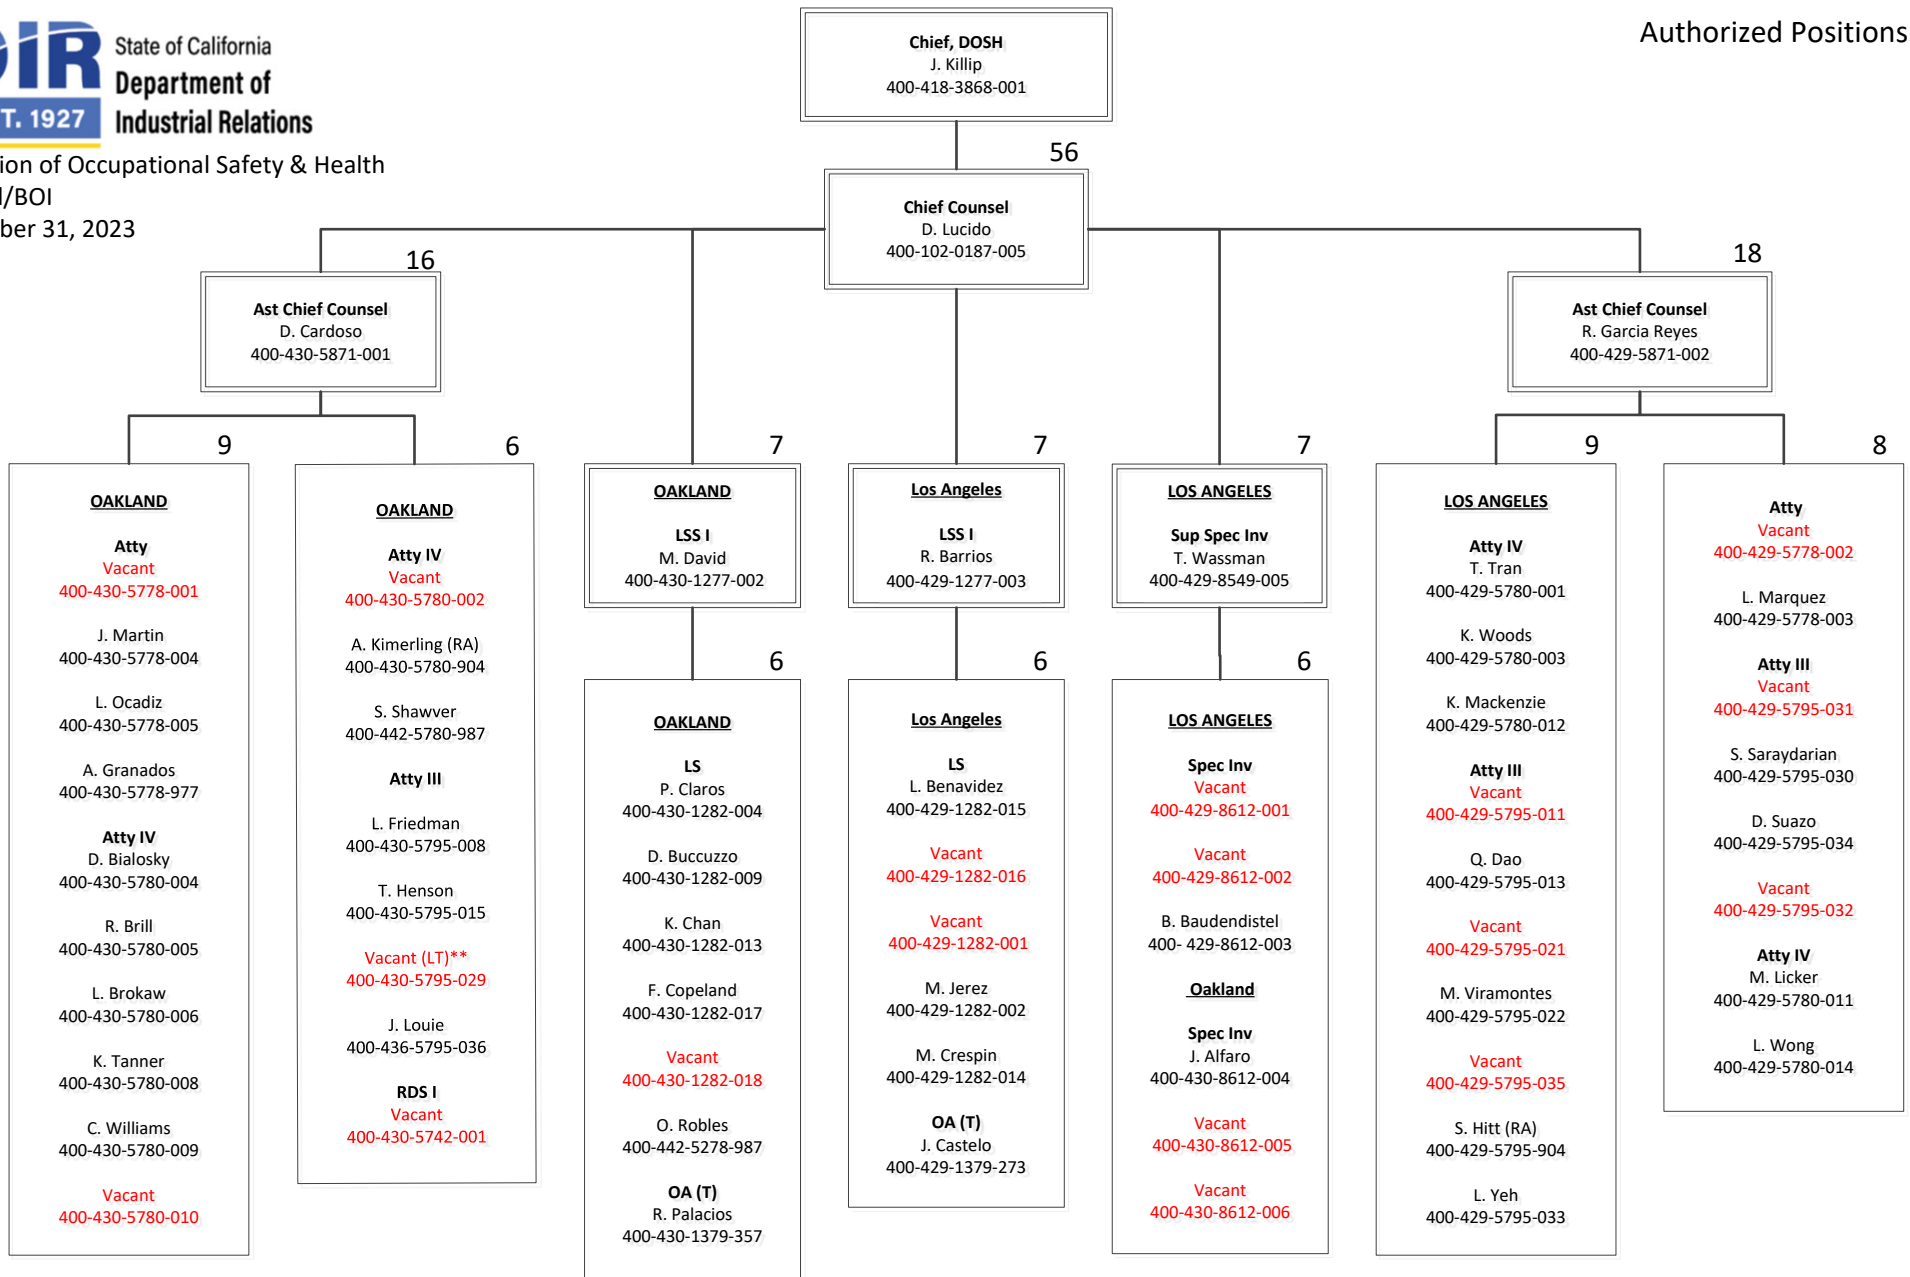 DIR
State of California
Department of
Industrial Relations
T. 1927
ion of Occupational Safety & Health
l/BOI
ber 31, 2023
Authorized Positions
Chief, DOSH
J. Killip
400-418-3868-001
56
Chief Counsel
D. Lucido
400-102-0187-005
16
Ast Chief Counsel
D. Cardoso
400-430-5871-001
18
Ast Chief Counsel
R. Garcia Reyes
400-429-5871-002
9
OAKLAND
Atty
Vacant
400-430-5778-001
J. Martin
400-430-5778-004
L. Ocadiz
400-430-5778-005
A. Granados
400-430-5778-977
Atty IV
D. Bialosky
400-430-5780-004
R. Brill
400-430-5780-005
L. Brokaw
400-430-5780-006
K. Tanner
400-430-5780-008
C. Williams
400-430-5780-009
Vacant
400-430-5780-010
6
OAKLAND
Atty IV
Vacant
400-430-5780-002
A. Kimerling (RA)
400-430-5780-904
S. Shawver
400-442-5780-987
Atty III
L. Friedman
400-430-5795-008
T. Henson
400-430-5795-015
Vacant (LT)**
400-430-5795-029
J. Louie
400-436-5795-036
RDS I
Vacant
400-430-5742-001
7
OAKLAND
LSS I
M. David
400-430-1277-002
6
OAKLAND
LS
P. Claros
400-430-1282-004
D. Buccuzzo
400-430-1282-009
K. Chan
400-430-1282-013
F. Copeland
400-430-1282-017
Vacant
400-430-1282-018
O. Robles
400-442-5278-987
OA (T)
R. Palacios
400-430-1379-357
7
Los Angeles
LSS I
R. Barrios
400-429-1277-003
6
Los Angeles
LS
L. Benavidez
400-429-1282-015
Vacant
400-429-1282-016
Vacant
400-429-1282-001
M. Jerez
400-429-1282-002
M. Crespin
400-429-1282-014
OA (T)
J. Castelo
400-429-1379-273
7
LOS ANGELES
Sup Spec Inv
T. Wassman
400-429-8549-005
6
LOS ANGELES
Spec Inv
Vacant
400-429-8612-001
Vacant
400-429-8612-002
B. Baudendistel
400- 429-8612-003
Oakland
Spec Inv
J. Alfaro
400-430-8612-004
Vacant
400-430-8612-005
Vacant
400-430-8612-006
9
LOS ANGELES
Atty IV
T. Tran
400-429-5780-001
K. Woods
400-429-5780-003
K. Mackenzie
400-429-5780-012
Atty III
Vacant
400-429-5795-011
Q. Dao
400-429-5795-013
Vacant
400-429-5795-021
M. Viramontes
400-429-5795-022
Vacant
400-429-5795-035
S. Hitt (RA)
400-429-5795-904
L. Yeh
400-429-5795-033
8
Atty
Vacant
400-429-5778-002
L. Marquez
400-429-5778-003
Atty III
Vacant
400-429-5795-031
S. Saraydarian
400-429-5795-030
D. Suazo
400-429-5795-034
Vacant
400-429-5795-032
Atty IV
M. Licker
400-429-5780-011
L. Wong
400-429-5780-014